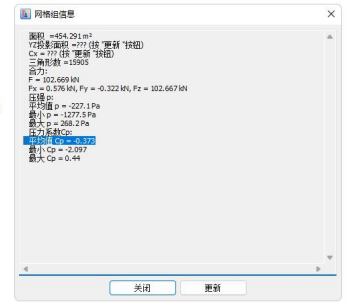 网格组信息
面积 =454.291 m²
YZ投影面积 =??? (按 "更新 "按钮)
Cx = ??? (按 "更新 "按钮)
三角形数 =15905
合力:
F = 102.669 kN
Fx = 0.576 kN, Fy = -0.322 kN, Fz = 102.667 kN
压强 p:
平均值 p = -227.1 Pa
最小 p = -1277.5 Pa
最大 p = 268.2 Pa
压力系数Cp:
平均值 Cp = -0.373
最小 Cp = -2.097
最大 Cp = 0.44
关闭
更新